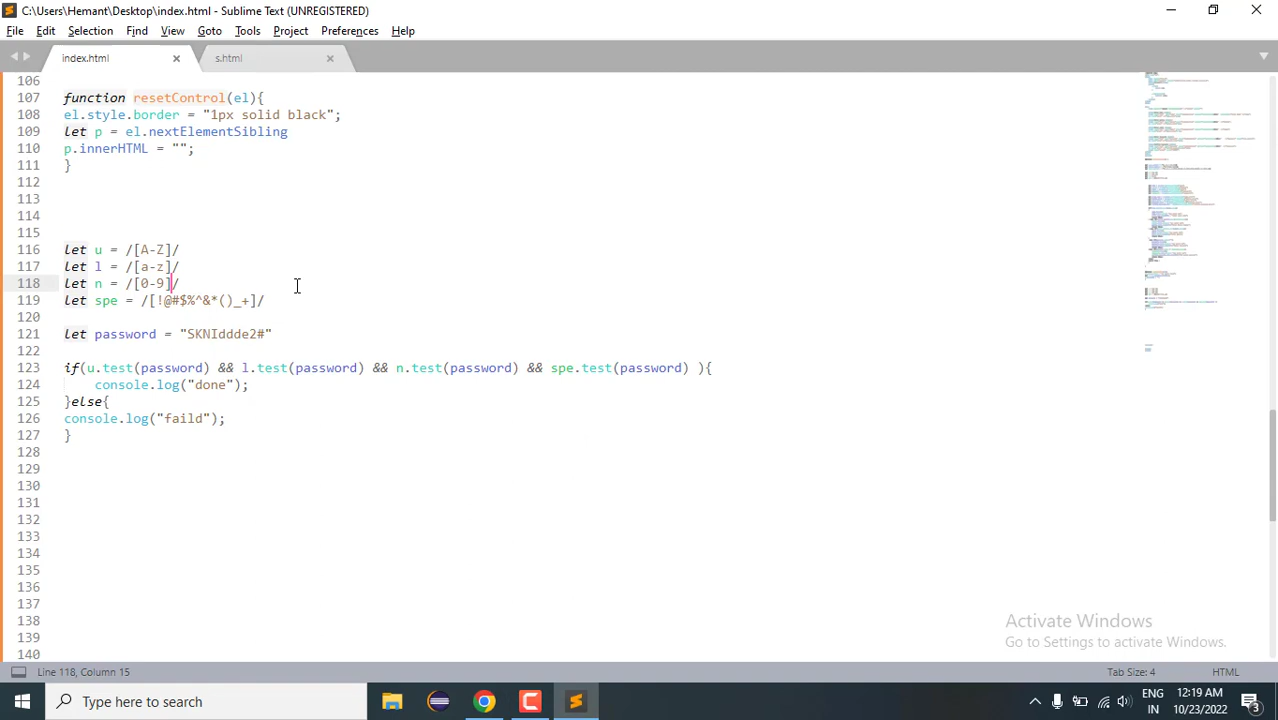 C:\Users\Hemant\Desktop\index.html - Sublime Text (UNREGISTERED)
File Edit Selection Find View Goto Tools Project Preferences Help
index.html s.html
106
107 function resetControl(el){
108 el.style.border = "1px solid black";
109 let p = el.nextElementSibling
110 p.innerHTML = "";
111 }
112
113
114
115
116 let u = /[A-Z]/
117 let l = /[a-z]/
118 let n = /[0-9]/
119 let spe = /[!@#$%^&*()_+]/
120
121 let password = "SKNIddde2#"
122
123 if(u.test(password) && l.test(password) && n.test(password) && spe.test(password) ){
124 console.log("done");
125 }else{
126 console.log("faild");
127 }
128
129
130
131
132
133
134
135
136
137
138
139
140
Activate Windows
Go to Settings to activate Windows.
Line 118, Column 15 Tab Size: 4 HTML
Type here to search
ENG
IN
12:19 AM
10/23/2022
3